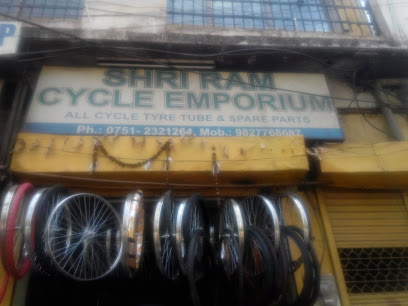 P
SHRI RAM
CYCLE EMPORIUM
ALL CYCLE TYRE TUBE & SPARE PARTS
Ph.: 0751- 2321264, Mob.: 9827768687